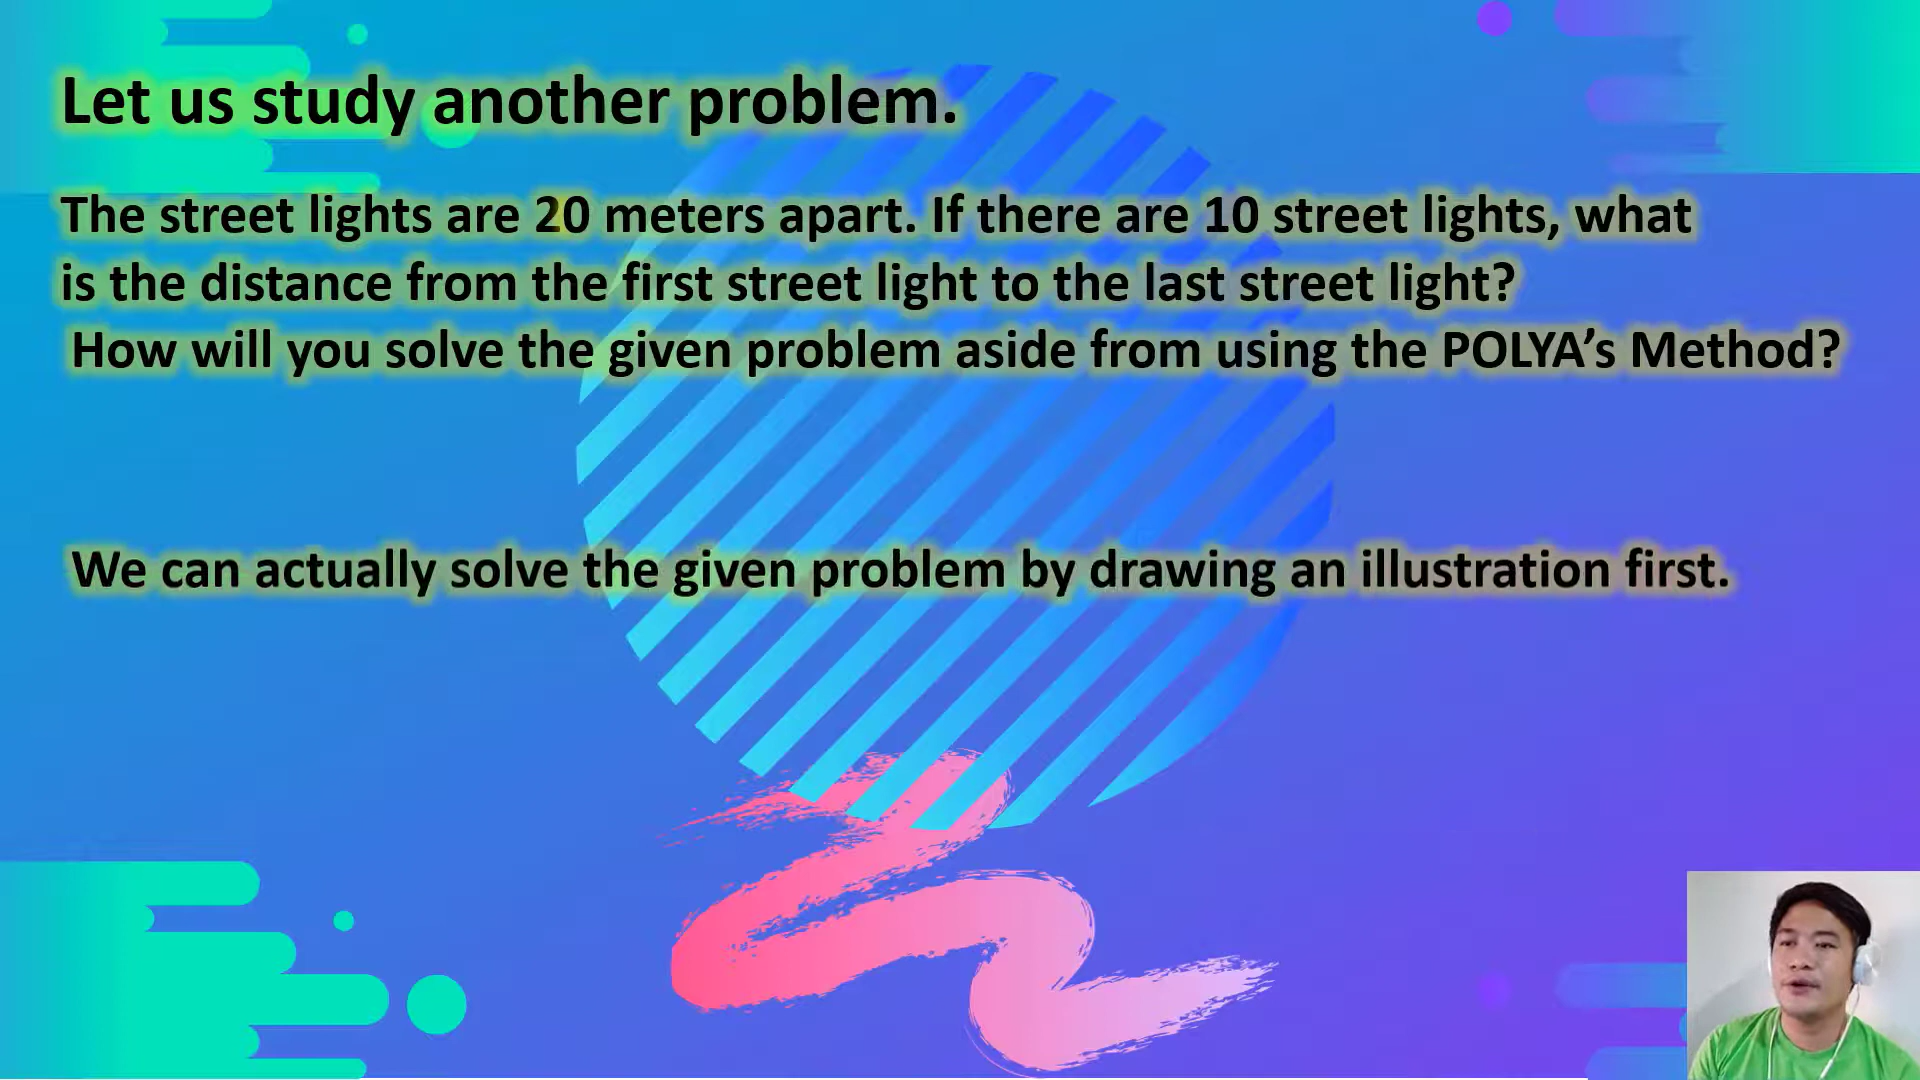 Let us study another problem.
The street lights are 20 meters apart. If there are 10 street lights, what
is the distance from the first street light to the last street light?
How will you solve the given problem aside from using the POLYA’s Method?
We can actually solve the given problem by drawing an illustration first.